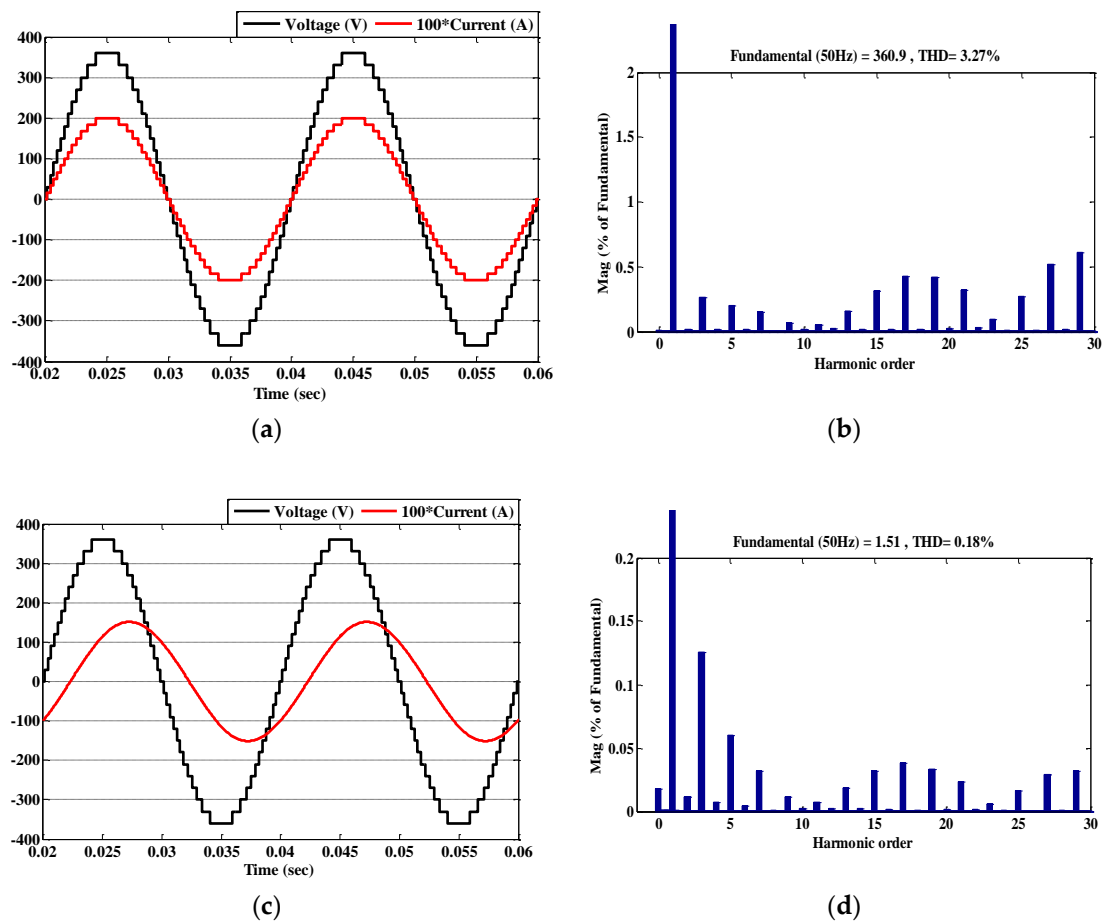 Voltage (V) 100*Current (A)
400
300
200
100
0
-100
-200
-300
-400
0.02 0.025 0.03 0.035 0.04 0.045 0.05 0.055 0.06
Time (sec)
(a)
Fundamental (50Hz) = 360.9 , THD= 3.27%
Mag (% of Fundamental)
2
1.5
1
0.5
0
0 5 10 15 20 25 30
Harmonic order
(b)
Voltage (V) 100*Current (A)
400
300
200
100
0
-100
-200
-300
-400
0.02 0.025 0.03 0.035 0.04 0.045 0.05 0.055 0.06
Time (sec)
(c)
Fundamental (50Hz) = 1.51 , THD= 0.18%
Mag (% of Fundamental)
0.2
0.15
0.1
0.05
0
0 5 10 15 20 25 30
Harmonic order
(d)